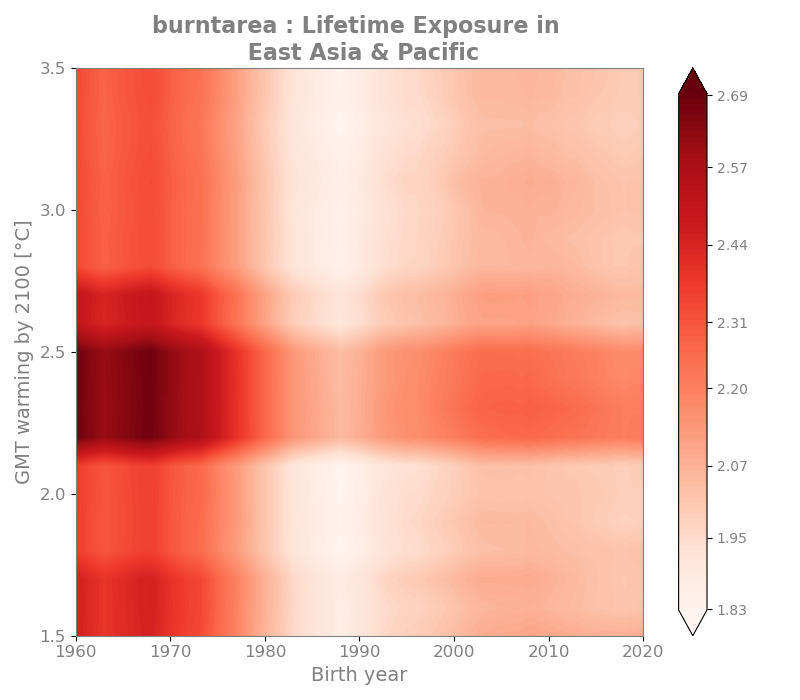 burntarea : Lifetime Exposure in
East Asia & Pacific
3.5
3.0
2.5
2.0
1.5
GMT warming by 2100 [°C]
1960 1970 1980 1990 2000 2010 2020
Birth year
2.69
2.57
2.44
2.31
2.20
2.07
1.95
1.83